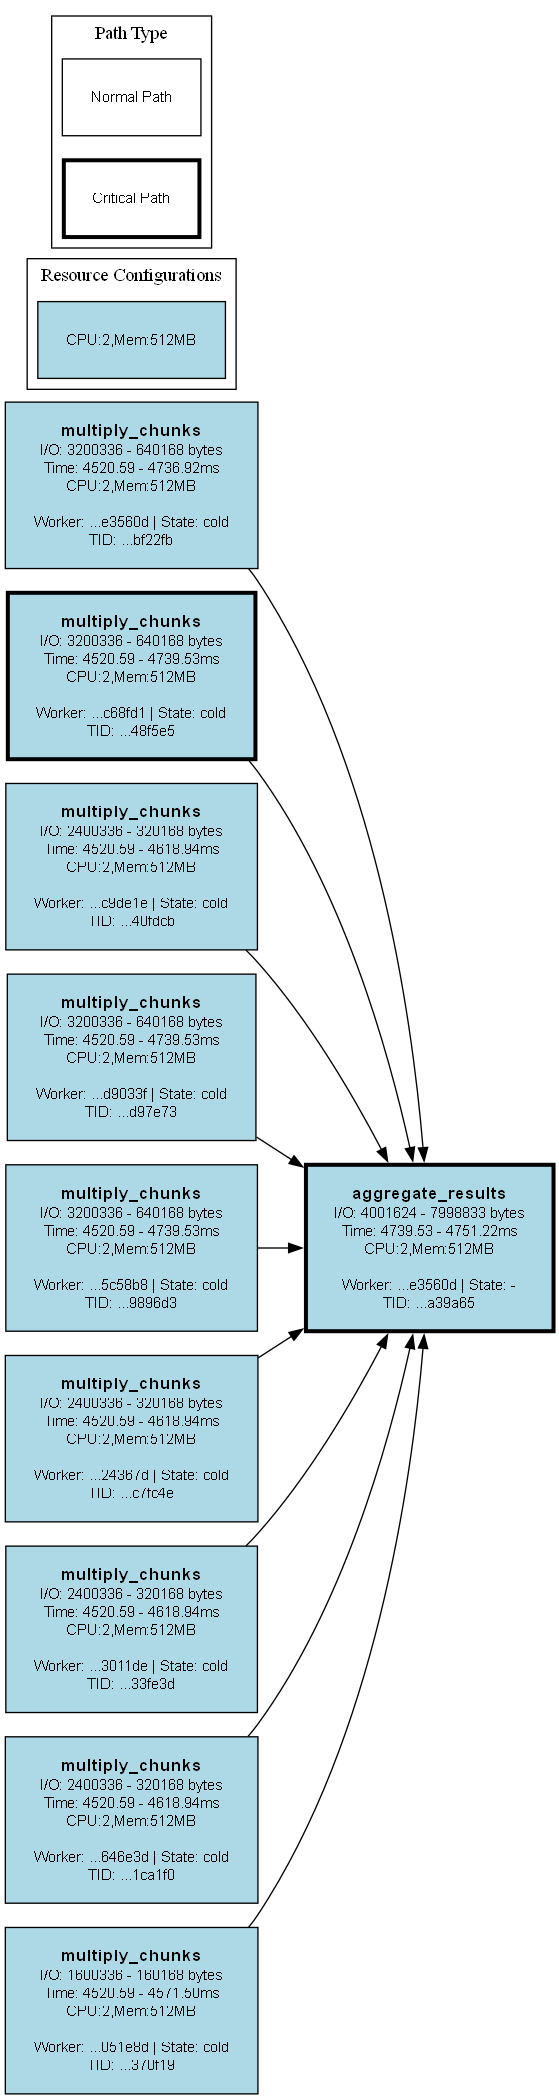 Path Type
Normal Path
Critical Path
Resource Configurations
CPU:2,Mem:512MB
multiply_chunks
I/O: 3200336 - 640168 bytes
Time: 4520.59 - 4736.92ms
CPU:2,Mem:512MB
Worker: ...e3560d | State: cold
TID: ...bf22fb
multiply_chunks
I/O: 3200336 - 640168 bytes
Time: 4520.59 - 4739.53ms
CPU:2,Mem:512MB
Worker: ...c68fd1 | State: cold
TID: ...48f5e5
multiply_chunks
I/O: 2400336 - 320168 bytes
Time: 4520.59 - 4618.94ms
CPU:2,Mem:512MB
Worker: ...c9de1e | State: cold
TID: ...40fdcb
multiply_chunks
I/O: 3200336 - 640168 bytes
Time: 4520.59 - 4739.53ms
CPU:2,Mem:512MB
Worker: ...d9033f | State: cold
TID: ...d97e73
multiply_chunks
I/O: 3200336 - 640168 bytes
Time: 4520.59 - 4739.53ms
CPU:2,Mem:512MB
Worker: ...5c58b8 | State: cold
TID: ...9896d3
aggregate_results
I/O: 4001624 - 7998833 bytes
Time: 4739.53 - 4751.22ms
CPU:2,Mem:512MB
Worker: ...e3560d | State: -
TID: ...a39a65
multiply_chunks
I/O: 2400336 - 320168 bytes
Time: 4520.59 - 4618.94ms
CPU:2,Mem:512MB
Worker: ...24367d | State: cold
TID: ...c7fc4e
multiply_chunks
I/O: 2400336 - 320168 bytes
Time: 4520.59 - 4618.94ms
CPU:2,Mem:512MB
Worker: ...3011de | State: cold
TID: ...33fe3d
multiply_chunks
I/O: 2400336 - 320168 bytes
Time: 4520.59 - 4618.94ms
CPU:2,Mem:512MB
Worker: ...646e3d | State: cold
TID: ...1ca1f0
multiply_chunks
I/O: 1600336 - 160168 bytes
Time: 4520.59 - 4571.50ms
CPU:2,Mem:512MB
Worker: ...051e8d | State: cold
TID: ...370f19